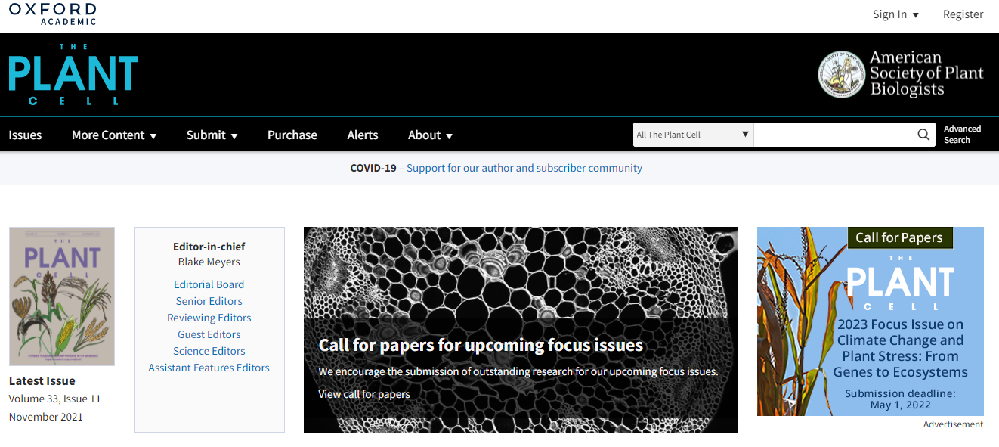 OXFORD
ACADEMIC
Sign In
Register
THE
PLANT
CELL
American
Society of Plant
Biologists
Issues
More Content
Submit
Purchase
Alerts
About
All The Plant Cell
Advanced
Search
COVID-19 – Support for our author and subscriber community
THE
PLANT
CELL
Latest Issue
Volume 33, Issue 11
November 2021
Editor-in-chief
Blake Meyers
Editorial Board
Senior Editors
Reviewing Editors
Guest Editors
Science Editors
Assistant Features Editors
Call for papers for upcoming focus issues
We encourage the submission of outstanding research for our upcoming focus issues.
View call for papers
Call for Papers
THE
PLANT
CELL
2023 Focus Issue on
Climate Change and
Plant Stress: From
Genes to Ecosystems
Submission deadline:
May 1, 2022
Advertisement